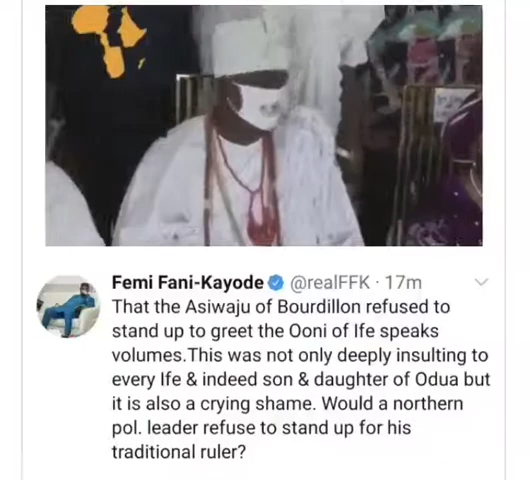 Femi Fani-Kayode @realFFK · 17m
That the Asiwaju of Bourdillon refused to
stand up to greet the Ooni of Ife speaks
volumes.This was not only deeply insulting to
every Ife & indeed son & daughter of Odua but
it is also a crying shame. Would a northern
pol. leader refuse to stand up for his
traditional ruler?